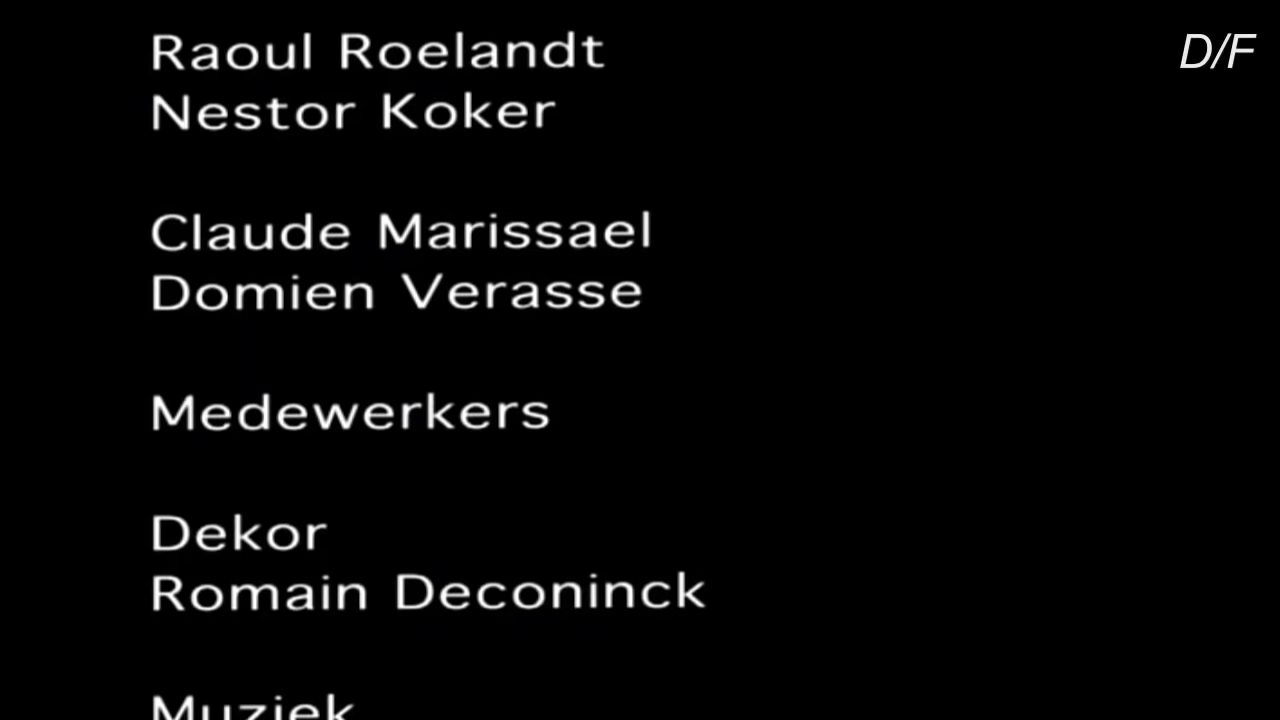 Raoul Roelandt
D/F
Nestor Koker
Claude Marissael
Domien Verasse
Medewerkers
Dekor
Romain Deconinck
Muziek